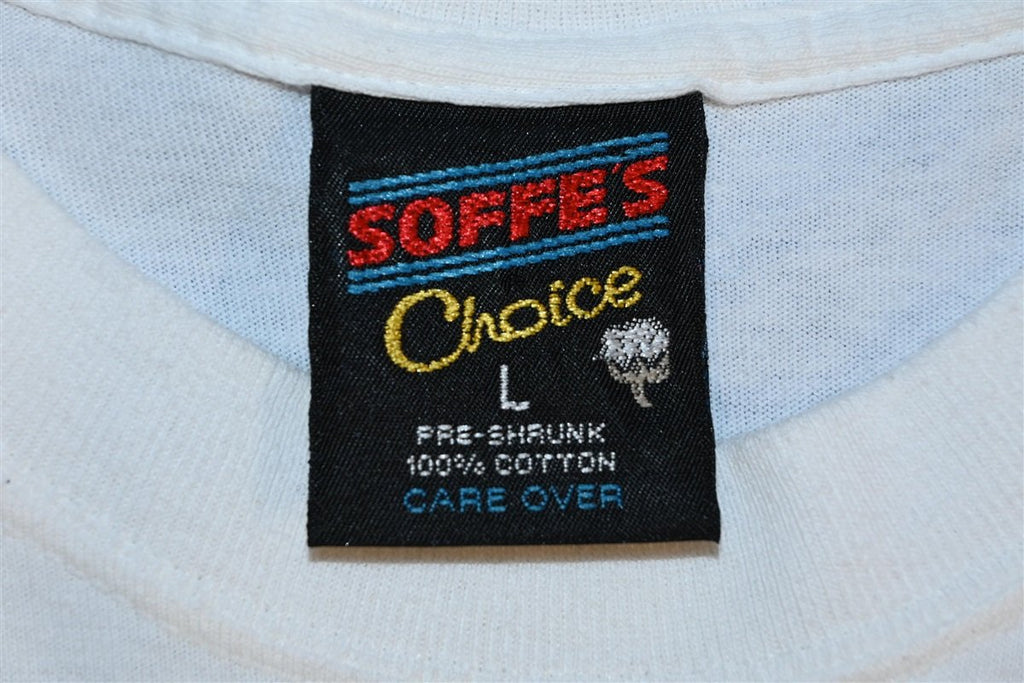 SOFFE'S
Choice
L
PRE-SHRUNK
100% COTTON
CARE OVER